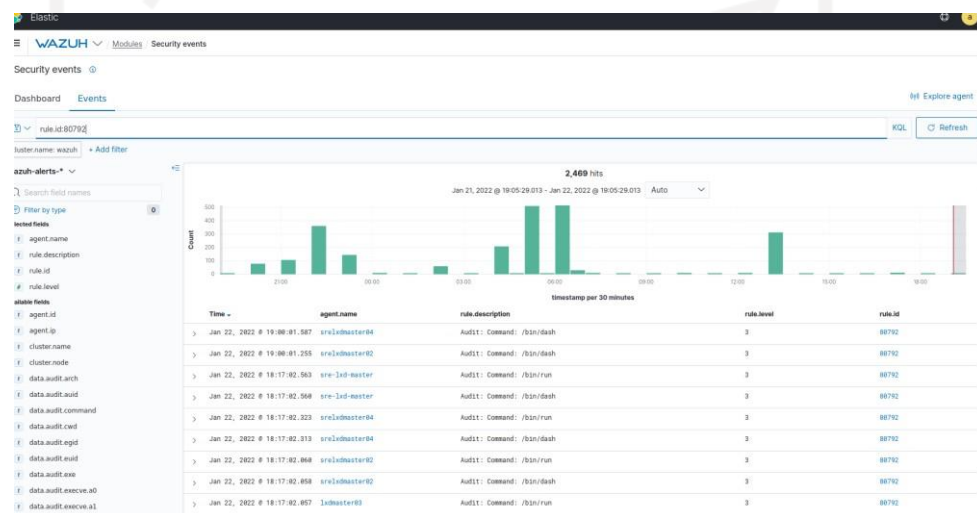 Elastic
a
WAZUH Modules Security events
Security events
Dashboard Events
Explore agent
rule.id:80792
KQL Refresh
luster.name: wazuh + Add filter
azuh-alerts-*
Search field names
Filter by type 0
lected fields
t agent.name
t rule.description
t rule.id
# rule.level
ailable fields
t agent.id
t agent.ip
t cluster.name
t cluster.node
t data.audit.arch
t data.audit.auid
t data.audit.command
t data.audit.cwd
t data.audit.egid
t data.audit.euid
t data.audit.exe
t data.audit.execve.a0
t data.audit.execve.a1
2,469 hits
Jan 21, 2022 @ 19:05:29.013 - Jan 22, 2022 @ 19:05:29.013 Auto
Count
500
400
300
200
100
0
21:00 00:00 03:00 06:00 09:00 12:00 15:00 18:00
timestamp per 30 minutes
Time agent.name rule.description rule.level rule.id
Jan 22, 2022 @ 19:00:01.587 srelxdmaster04 Audit: Command: /bin/dash 3 80792
Jan 22, 2022 @ 19:00:01.255 srelxdmaster02 Audit: Command: /bin/dash 3 80792
Jan 22, 2022 @ 18:17:02.563 sre-lxd-master Audit: Command: /bin/run 3 80792
Jan 22, 2022 @ 18:17:02.560 sre-lxd-master Audit: Command: /bin/dash 3 80792
Jan 22, 2022 @ 18:17:02.323 srelxdmaster04 Audit: Command: /bin/run 3 80792
Jan 22, 2022 @ 18:17:02.313 srelxdmaster04 Audit: Command: /bin/dash 3 80792
Jan 22, 2022 @ 18:17:02.060 srelxdmaster02 Audit: Command: /bin/run 3 80792
Jan 22, 2022 @ 18:17:02.058 srelxdmaster02 Audit: Command: /bin/dash 3 80792
Jan 22, 2022 @ 18:17:02.057 lxdmaster03 Audit: Command: /bin/run 3 80792